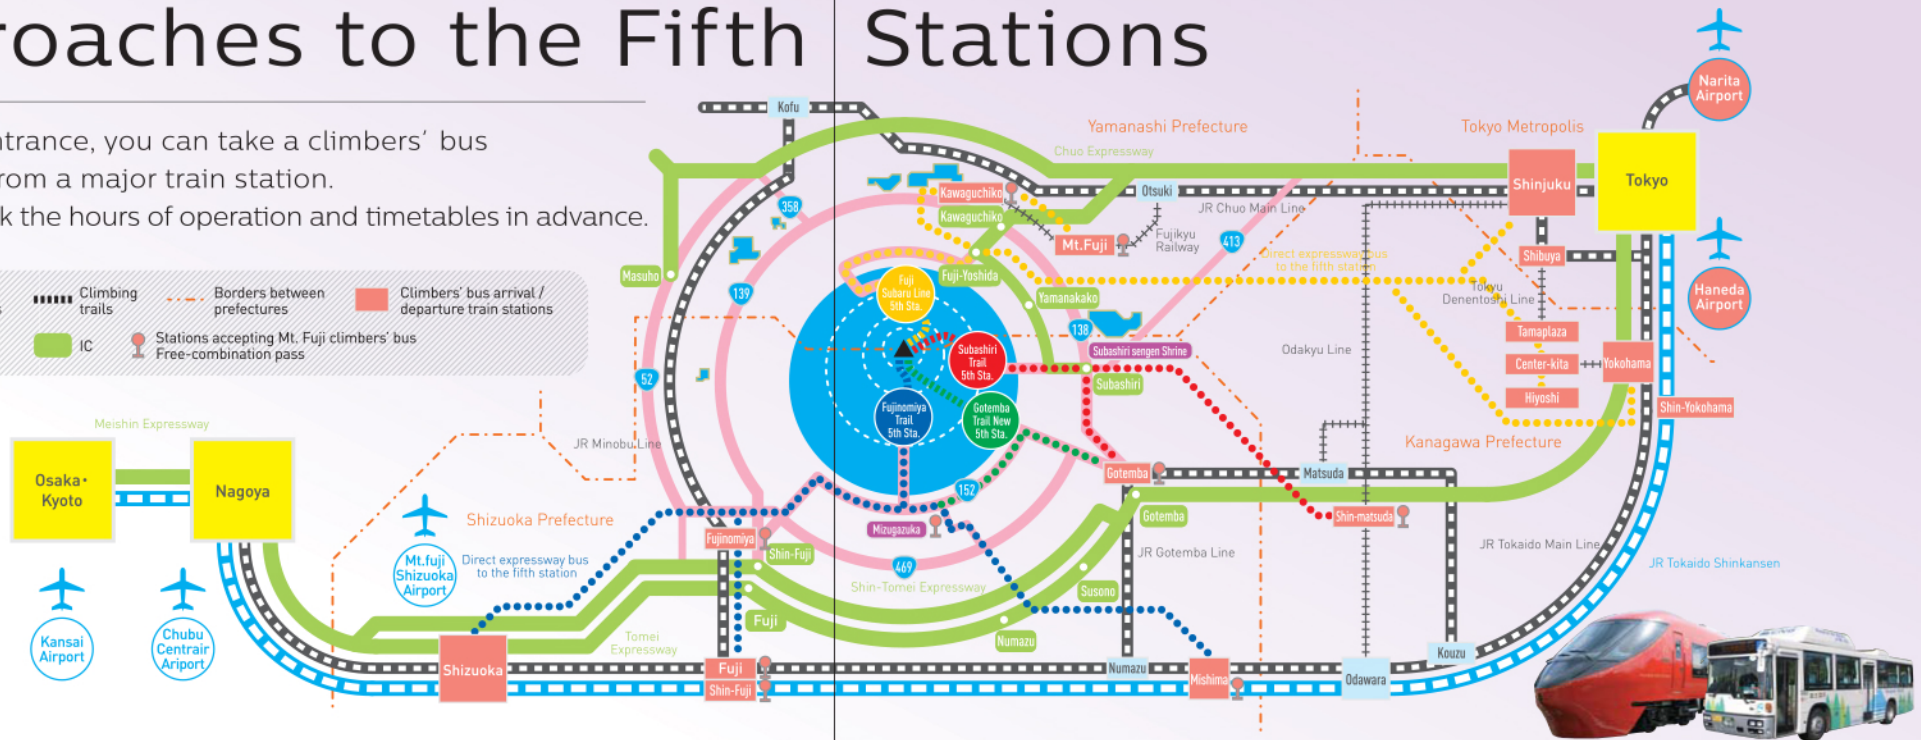 roaches to the Fifth Stations
ntrance, you can take a climbers' bus
rom a major train station.
k the hours of operation and timetables in advance.
s
Climbing
trails
Borders between
prefectures
Climbers' bus arrival /
departure train stations
IC
Stations accepting Mt. Fuji climbers' bus
Free-combination pass
Kofu
358
Masuho
139
52
JR Minobu Line
Yamanashi Prefecture
Chuo Expressway
Kawaguchiko
Kawaguchiko
Otsuki
JR Chuo Main Line
Mt.Fuji
Fujikyu
Railway
413
Fuji-Yoshida
Direct expressway bus
to the fifth station
Yamanakako
138
Fuji
Subaru Line
5th Sta.
Subashiri
Trail
5th Sta.
Subashiri sengen Shrine
Subashiri
Fujinomiya
Trail
5th Sta.
Gotemba
Trail New
5th Sta.
Tokyo Metropolis
Narita
Airport
Shinjuku
Tokyo
Shibuya
Haneda
Airport
Tokyu
Denentoshi Line
Tamaplaza
Odakyu Line
Center-kita
Yokohama
Hiyoshi
Shin-Yokohama
Kanagawa Prefecture
Meishin Expressway
Osaka・
Kyoto
Nagoya
Kansai
Airport
Chubu
Centrair
Ariport
Mt.fuji
Shizuoka
Airport
Shizuoka Prefecture
Direct expressway bus
to the fifth station
Fujinomiya
Shin-Fuji
Fuji
Tomei
Expressway
Shizuoka
Fuji
Shin-Fuji
Mizugazuka
152
469
Shin-Tomei Expressway
Gotemba
Gotemba
JR Gotemba Line
Susono
Numazu
Numazu
Mishima
Matsuda
Shin-matsuda
Odawara
Kouzu
JR Tokaido Main Line
JR Tokaido Shinkansen